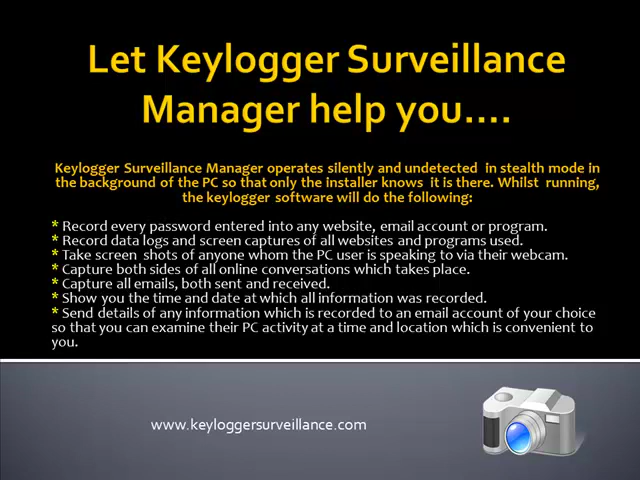 Let Keylogger Surveillance
Manager help you....
Keylogger Surveillance Manager operates silently and undetected in stealth mode in
the background of the PC so that only the installer knows it is there. Whilst running,
the keylogger software will do the following:
* Record every password entered into any website, email account or program.
* Record data logs and screen captures of all websites and programs used.
* Take screen shots of anyone whom the PC user is speaking to via their webcam.
* Capture both sides of all online conversations which takes place.
* Capture all emails, both sent and received.
* Show you the time and date at which all information was recorded.
* Send details of any information which is recorded to an email account of your choice
so that you can examine their PC activity at a time and location which is convenient to
you.
www.keyloggersurveillance.com